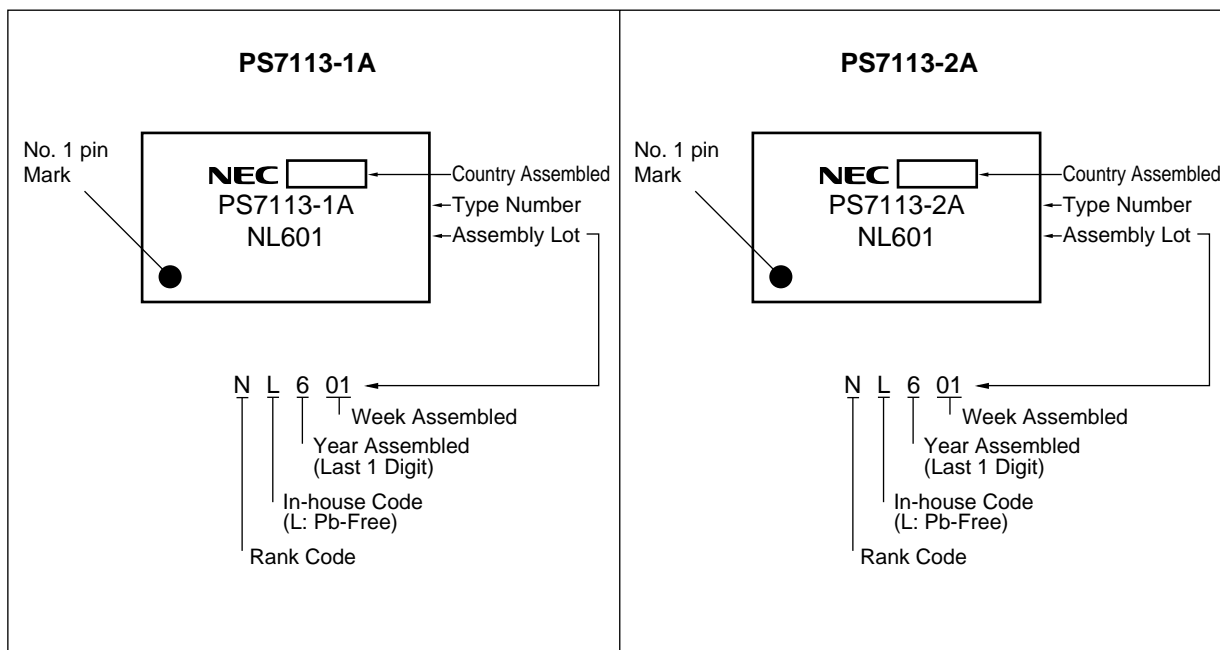 PS7113-1A
No. 1 pin
Mark
NEC
Country Assembled
PS7113-1A
Type Number
NL601
Assembly Lot
N L 6 01
Week Assembled
Year Assembled
(Last 1 Digit)
In-house Code
(L: Pb-Free)
Rank Code
PS7113-2A
No. 1 pin
Mark
NEC
Country Assembled
PS7113-2A
Type Number
NL601
Assembly Lot
N L 6 01
Week Assembled
Year Assembled
(Last 1 Digit)
In-house Code
(L: Pb-Free)
Rank Code